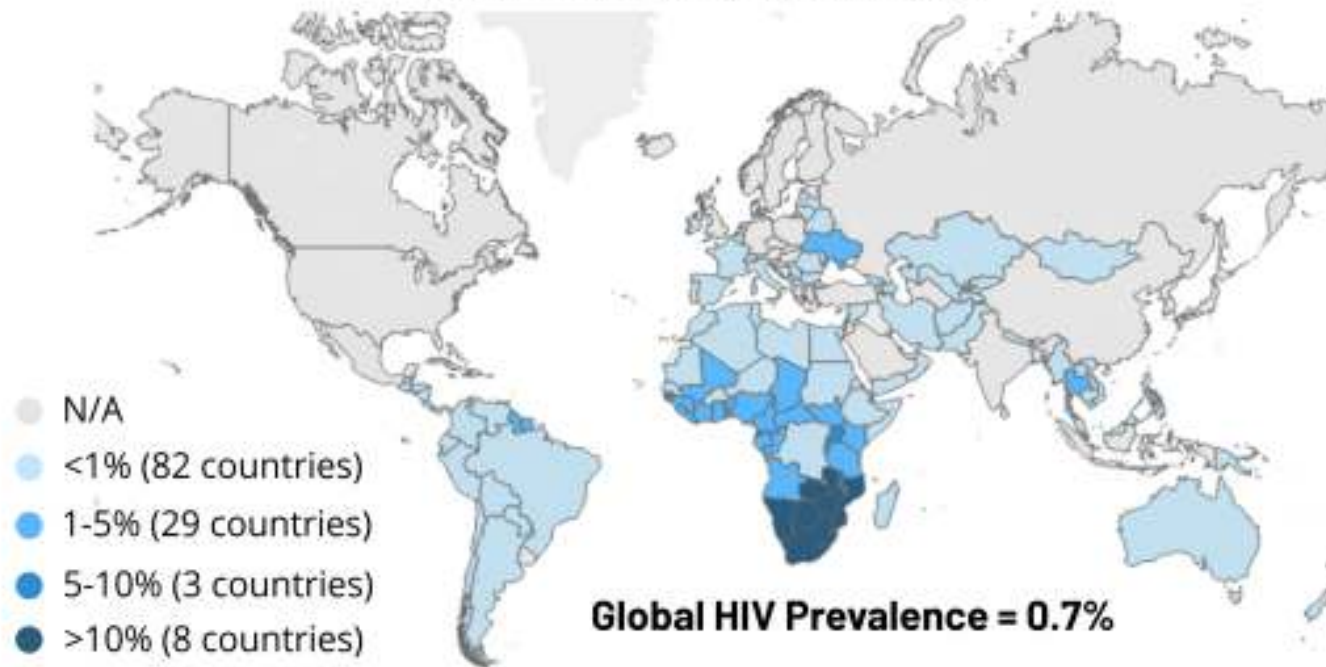 N/A
<1% (82 countries)
1-5% (29 countries)
5-10% (3 countries)
>10% (8 countries)
Global HIV Prevalence = 0.7%